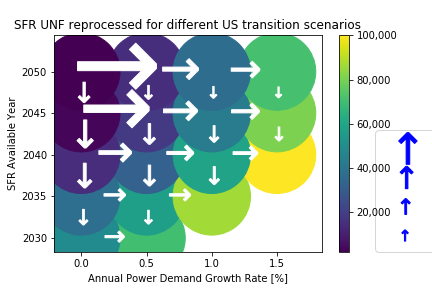 SFR UNF reprocessed for different US transition scenarios
SFR Available Year
2050
2045
2040
2035
2030
0.0 0.5 1.0 1.5
Annual Power Demand Growth Rate [%]
100,000
80,000
60,000
40,000
20,000